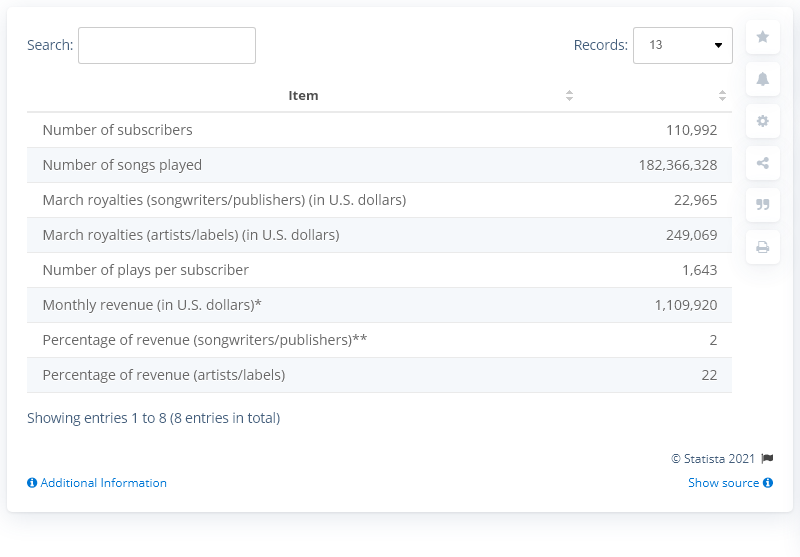 Search:
Records: 13
Item
Number of subscribers 110,992
Number of songs played 182,366,328
March royalties (songwriters/publishers) (in U.S. dollars) 22,965
March royalties (artists/labels) (in U.S. dollars) 249,069
Number of plays per subscriber 1,643
Monthly revenue (in U.S. dollars)* 1,109,920
Percentage of revenue (songwriters/publishers)** 2
Percentage of revenue (artists/labels) 22
Showing entries 1 to 8 (8 entries in total)
© Statista 2021
Additional Information Show source